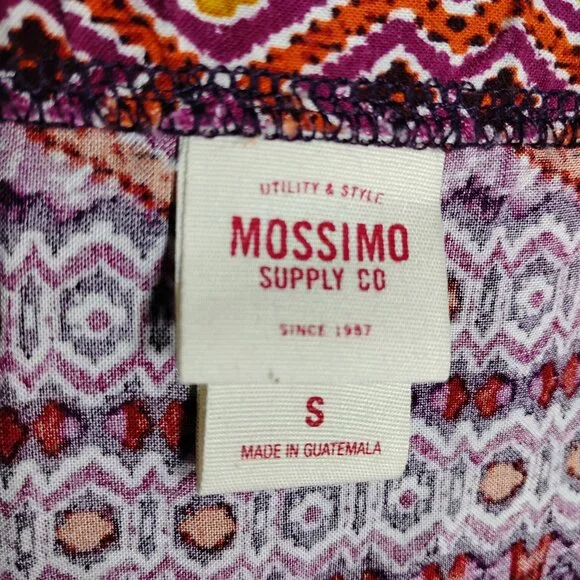 UTILITY & STYLE
MOSSIMO
SUPPLY CO
SINCE 1987
S
MADE IN GUATEMALA